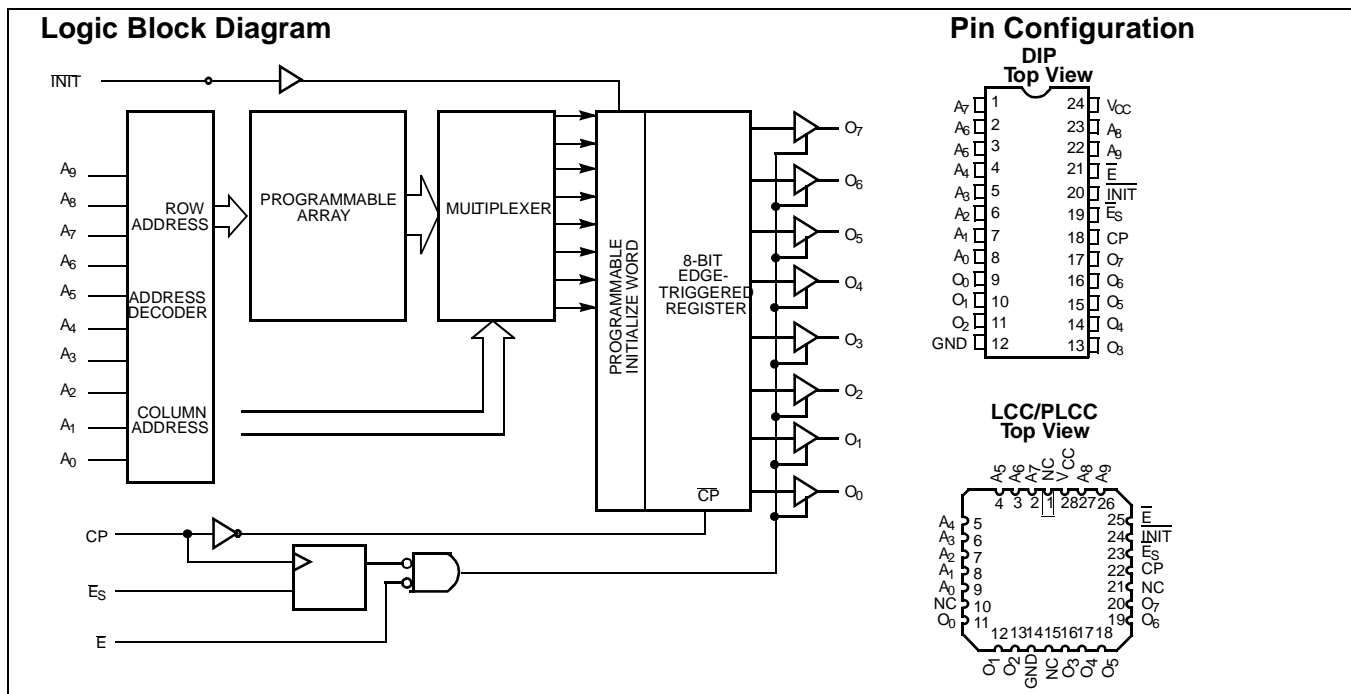 Logic Block Diagram
INIT
A9
A8
A7
A6
A5
A4
A3
A2
A1
A0
ROW
ADDRESS
ADDRESS
DECODER
COLUMN
ADDRESS
PROGRAMMABLE
ARRAY
MULTIPLEXER
PROGRAMMABLE
INITIALIZE WORD
8-BIT
EDGE-
TRIGGERED
REGISTER
CP
O7
O6
O5
O4
O3
O2
O1
O0
CP
ES
E
Pin Configuration
DIP
Top View
A7 1 24 VCC
A6 2 23 A8
A5 3 22 A9
A4 4 21 E
A3 5 20 INIT
A2 6 19 ES
A1 7 18 CP
A0 8 17 O7
O0 9 16 O6
O1 10 15 O5
O2 11 14 O4
GND 12 13 O3
LCC/PLCC
Top View
A5 A6 A7 NC VCC A8 A9
4 3 2 1 28 27 26
A4 5 25 E
A3 6 24 INIT
A2 7 23 ES
A1 8 22 CP
A0 9 21 NC
NC 10 20 O7
O0 11 19 O6
12 13 14 15 16 17 18
O1 O2 GND NC O3 O4 O5